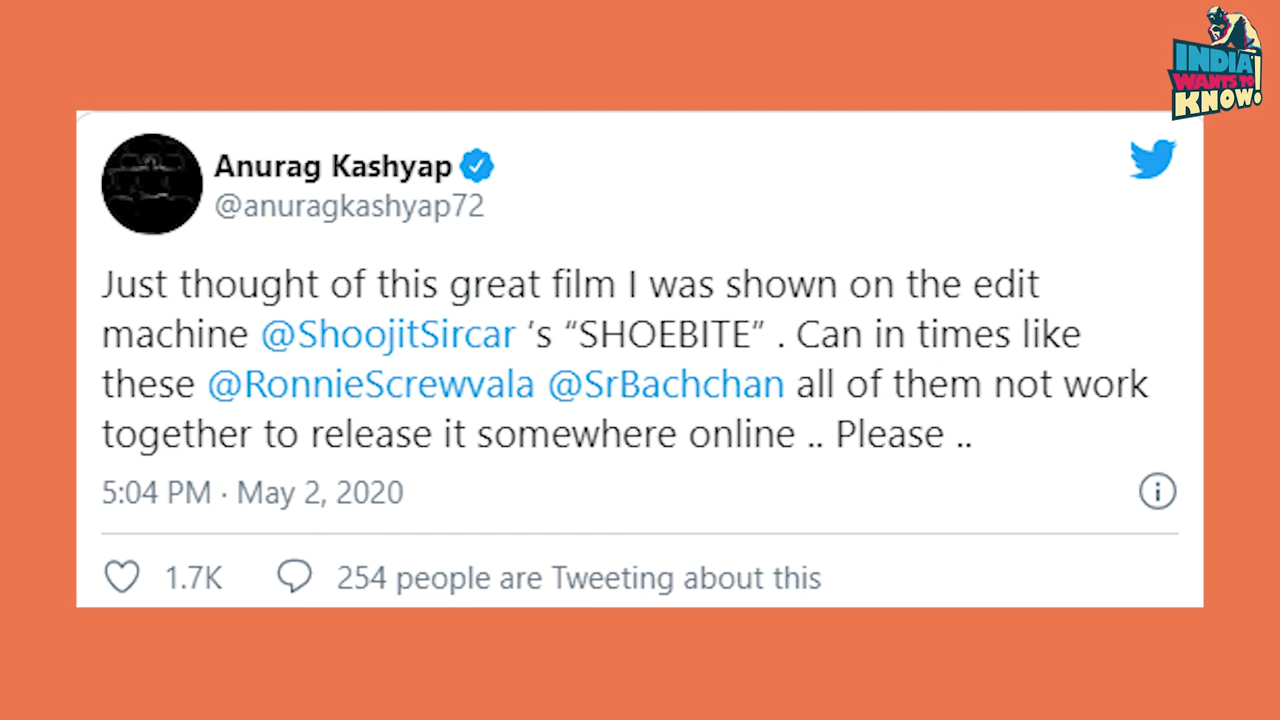 INDIA
WANTS TO
KNOW!
Anurag Kashyap
@anuragkashyap72
Just thought of this great film I was shown on the edit
machine @ShoojitSircar 's “SHOEBITE” . Can in times like
these @RonnieScrewvala @SrBachchan all of them not work
together to release it somewhere online .. Please ..
5:04 PM · May 2, 2020
1.7K 254 people are Tweeting about this